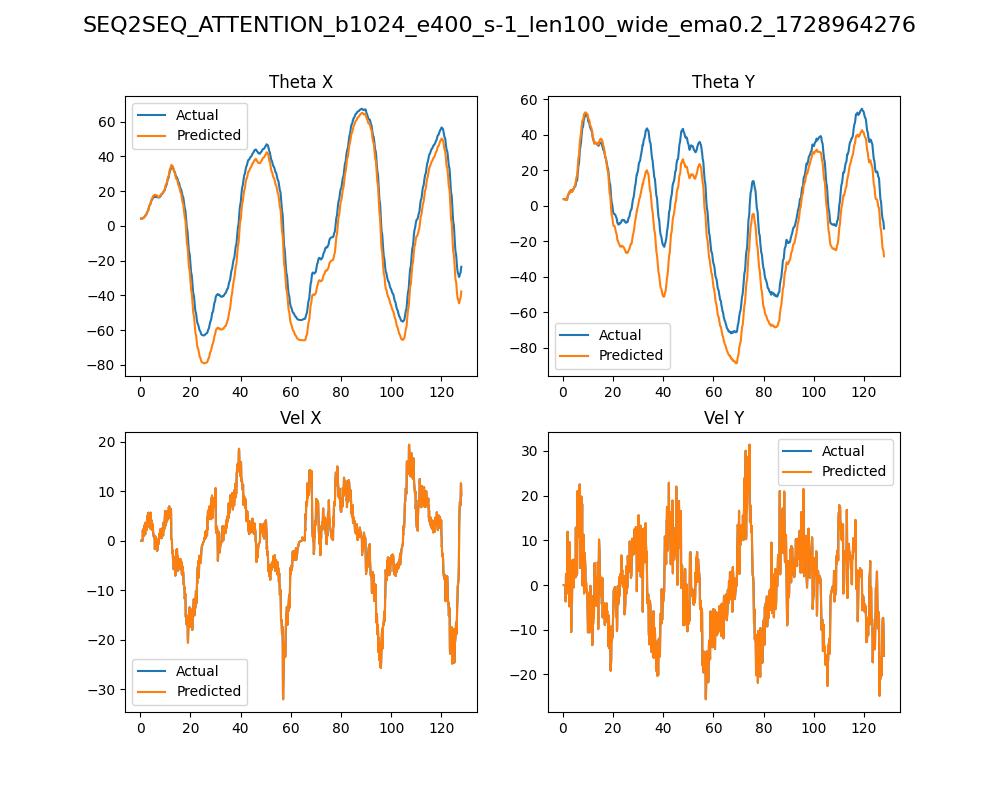 SEQ2SEQ_ATTENTION_b1024_e400_s-1_len100_wide_ema0.2_1728964276
Theta X
Actual
Predicted
60
40
20
0
−20
−40
−60
−80
0 20 40 60 80 100 120
Theta Y
60
40
20
0
−20
−40
−60
−80
Actual
Predicted
0 20 40 60 80 100 120
Vel X
20
10
0
−10
−20
−30
Actual
Predicted
0 20 40 60 80 100 120
Vel Y
Actual
Predicted
30
20
10
0
−10
−20
0 20 40 60 80 100 120